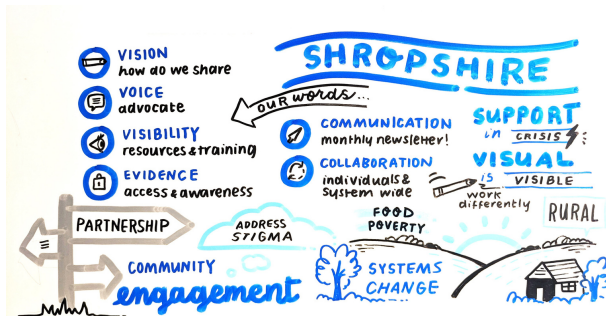 SHROPSHIRE
OUR WORDS...
VISION
how do we share
VOICE
advocate
VISIBILITY
resources & training
EVIDENCE
access & awareness
COMMUNICATION
monthly newsletter!
COLLABORATION
individuals &
system wide
SUPPORT
in CRISIS
VISUAL
is VISIBLE
work
differently
PARTNERSHIP
ADDRESS
STIGMA
FOOD
POVERTY
RURAL
COMMUNITY
engagement
SYSTEMS
CHANGE